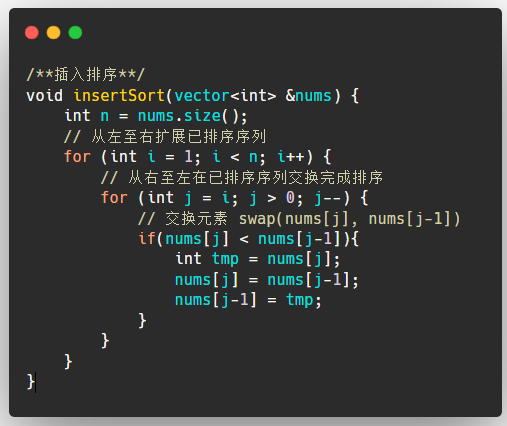 /**插入排序**/
void insertSort(vector<int> &nums) {
    int n = nums.size();
    // 从左至右扩展已排序序列
    for (int i = 1; i < n; i++) {
        // 从右至左在已排序序列交换完成排序
        for (int j = i; j > 0; j--) {
            // 交换元素 swap(nums[j], nums[j-1])
            if(nums[j] < nums[j-1]){
                int tmp = nums[j];
                nums[j] = nums[j-1];
                nums[j-1] = tmp;
            }
        }
    }
}